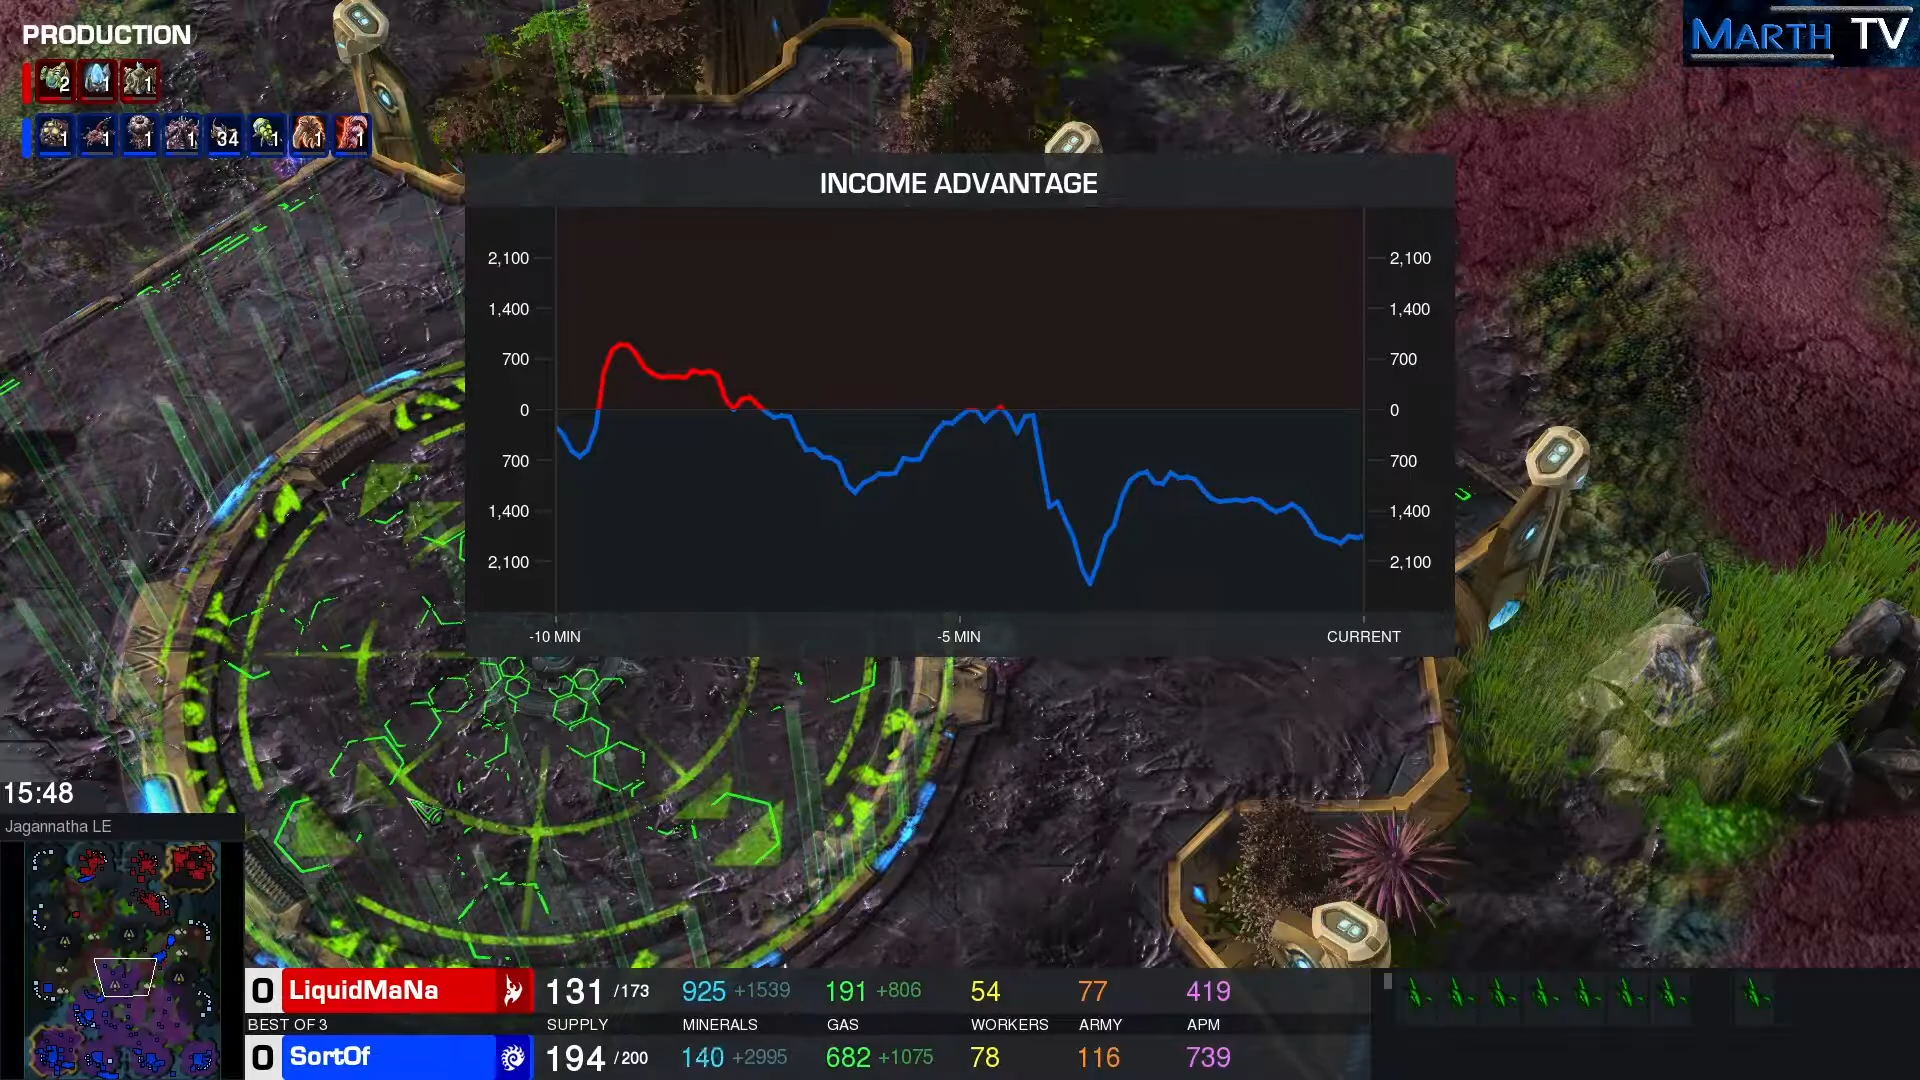 PRODUCTION
MARTH TV
2 1 1
1 1 1 1 34 1 1 1
INCOME ADVANTAGE
2,100 2,100
1,400 1,400
700 700
0 0
700 700
1,400 1,400
2,100 2,100
-10 MIN -5 MIN CURRENT
15:48
Jagannatha LE
0 LiquidMaNa 131 /173 925 +1539 191 +806 54 77 419
BEST OF 3 SUPPLY MINERALS GAS WORKERS ARMY APM
0 SortOf 194 /200 140 +2995 682 +1075 78 116 739